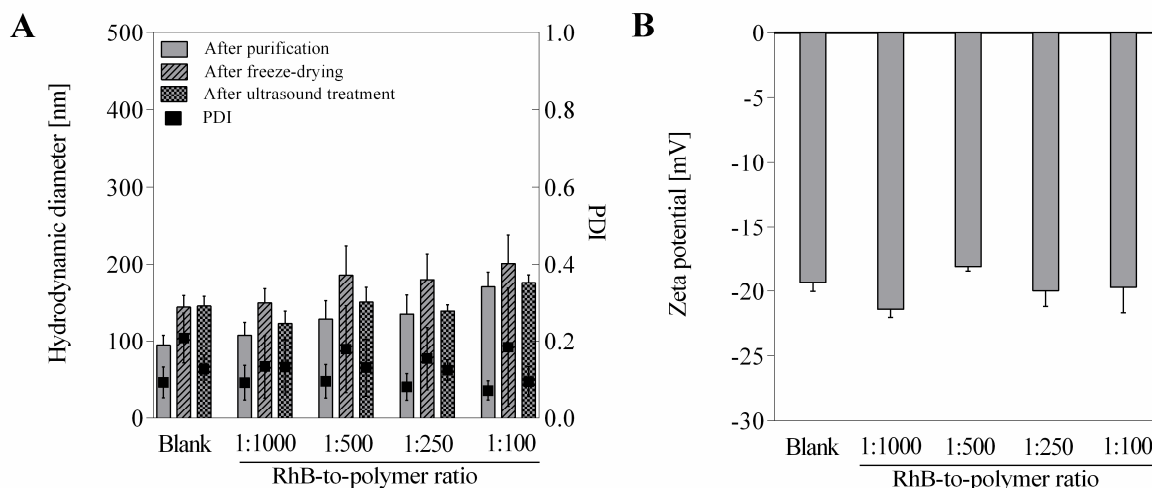 A
Hydrodynamic diameter [nm]
500
400
300
200
100
0
After purification
After freeze-drying
After ultrasound treatment
PDI
1.0
0.8
0.6
0.4
0.2
0.0
PDI
Blank 1:1000 1:500 1:250 1:100
RhB-to-polymer ratio
B
Zeta potential [mV]
0
-5
-10
-15
-20
-25
-30
Blank 1:1000 1:500 1:250 1:100
RhB-to-polymer ratio